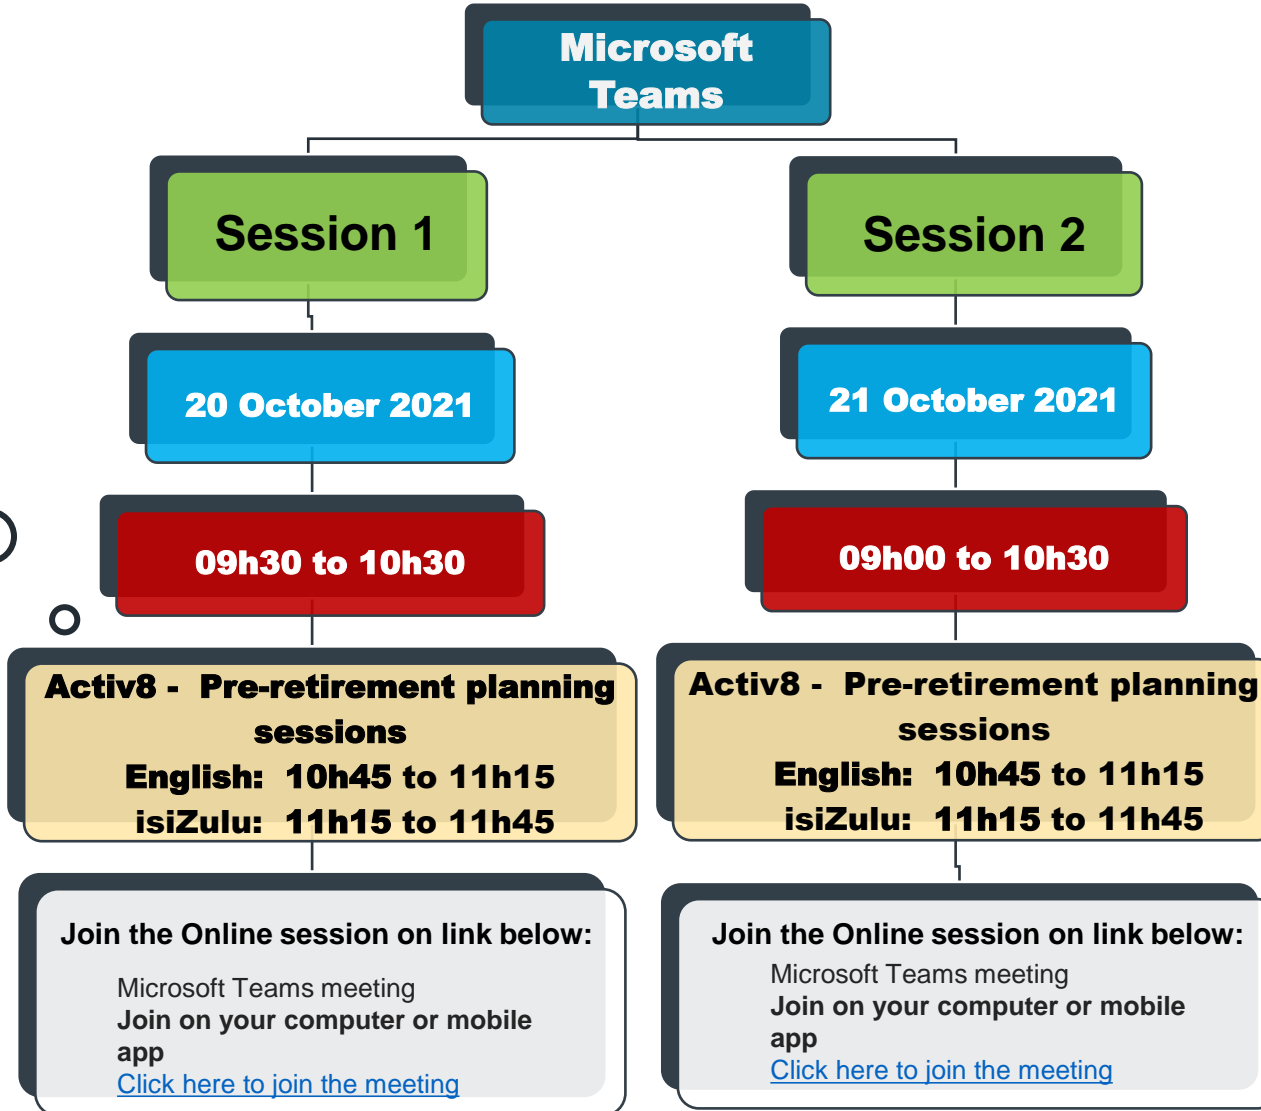 Microsoft
Teams
Session 1
20 October 2021
09h30 to 10h30
Activ8 -  Pre-retirement planning
sessions
English:  10h45 to 11h15
isiZulu:  11h15 to 11h45
Join the Online session on link below:
Microsoft Teams meeting
Join on your computer or mobile
app
Click here to join the meeting
Session 2
21 October 2021
09h00 to 10h30
Activ8 -  Pre-retirement planning
sessions
English:  10h45 to 11h15
isiZulu:  11h15 to 11h45
Join the Online session on link below:
Microsoft Teams meeting
Join on your computer or mobile
app
Click here to join the meeting